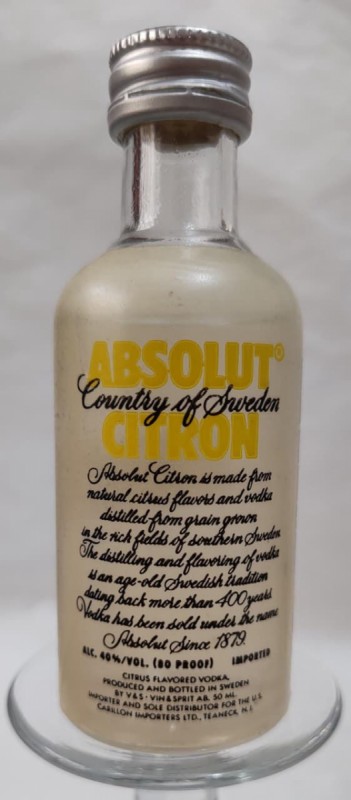 ABSOLUT®
Country of Sweden
CITRON
Absolut Citron is made from
natural citrus flavors and vodka
distilled from grain grown
in the rich fields of southern Sweden
The distilling and flavoring of vodka
is an age-old Swedish tradition
dating back more than 400 years
Vodka has been sold under the name
Absolut Since 1879.
ALC. 40%/VOL. (80 PROOF) IMPORTED
CITRUS FLAVORED VODKA,
PRODUCED AND BOTTLED IN SWEDEN
BY V&S · VIN&SPRIT AB. 50 ML.
IMPORTER AND SOLE DISTRIBUTOR FOR THE U.S.
CARILLON IMPORTERS LTD., TEANECK, N.J.